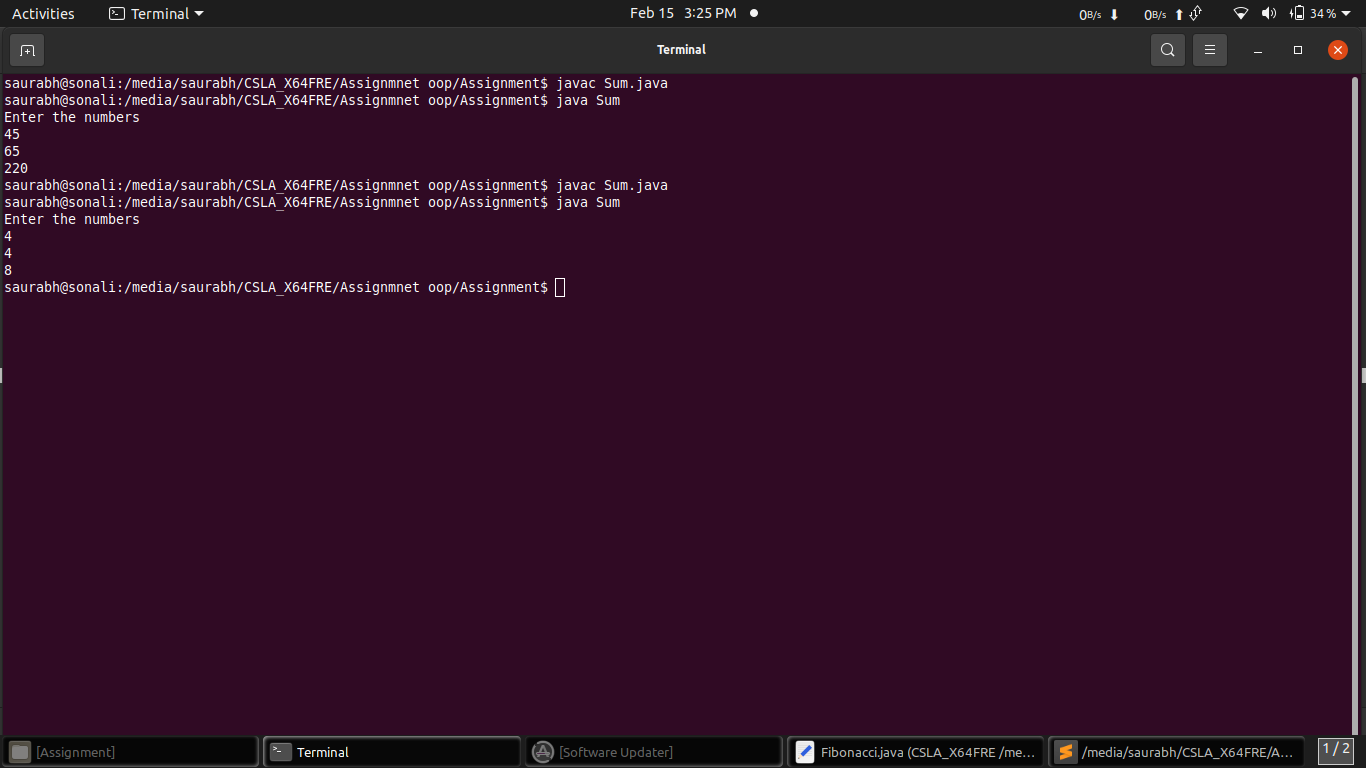 Activities Terminal Feb 15 3:25 PM 0B/s 0B/s 34%
Terminal
saurabh@sonali:/media/saurabh/CSLA_X64FRE/Assignmnet oop/Assignment$ javac Sum.java
saurabh@sonali:/media/saurabh/CSLA_X64FRE/Assignmnet oop/Assignment$ java Sum
Enter the numbers
45
65
220
saurabh@sonali:/media/saurabh/CSLA_X64FRE/Assignmnet oop/Assignment$ javac Sum.java
saurabh@sonali:/media/saurabh/CSLA_X64FRE/Assignmnet oop/Assignment$ java Sum
Enter the numbers
4
4
8
saurabh@sonali:/media/saurabh/CSLA_X64FRE/Assignmnet oop/Assignment$
[Assignment] Terminal [Software Updater] Fibonacci.java (CSLA_X64FRE /me... /media/saurabh/CSLA_X64FRE/A... 1 / 2